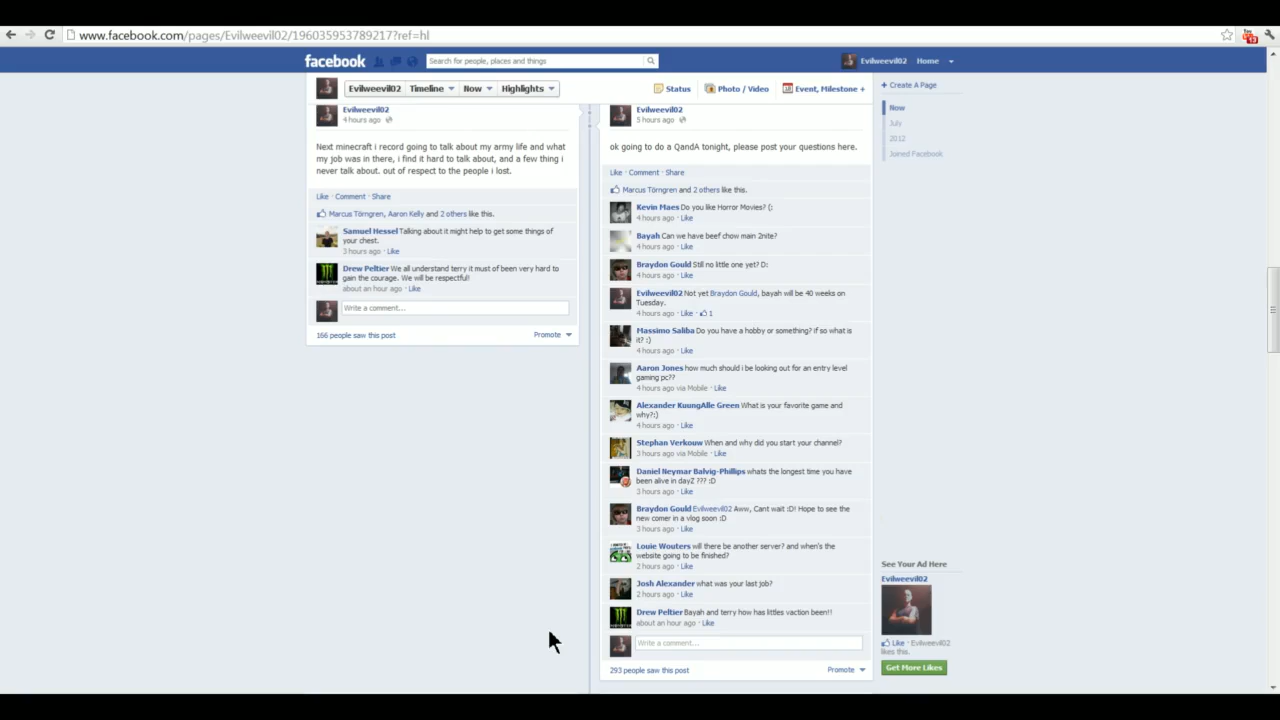 www.facebook.com/pages/Evilweevil02/196035953789217?ref=hl
facebook
Search for people, places and things
Evilweevil02 Home
Evilweevil02 Timeline Now Highlights
Status Photo / Video Event, Milestone +
+ Create A Page
Now
July
2012
Joined Facebook
Evilweevil02
4 hours ago
Next minecraft i record going to talk about my army life and what
my job was in there, i find it hard to talk about, and a few thing i
never talk about. out of respect to the people i lost.
Like · Comment · Share
Marcus Törngren, Aaron Kelly and 2 others like this.
Samuel Hessel Talking about it might help to get some things of
your chest.
3 hours ago · Like
Drew Peltier We all understand terry it must of been very hard to
gain the courage. We will be respectful!
about an hour ago · Like
Write a comment...
166 people saw this post
Promote
Evilweevil02
5 hours ago
ok going to do a QandA tonight, please post your questions here.
Like · Comment · Share
Marcus Törngren and 2 others like this.
Kevin Maes Do you like Horror Movies? (;
4 hours ago · Like
Bayah Can we have beef chow main 2nite?
4 hours ago · Like
Braydon Gould Still no little one yet? D:
4 hours ago · Like
Evilweevil02 Not yet Braydon Gould, bayah will be 40 weeks on
Tuesday.
4 hours ago · Like · 1
Massimo Saliba Do you have a hobby or something? if so what is
it? :)
4 hours ago · Like
Aaron Jones how much should i be looking out for an entry level
gaming pc??
4 hours ago via Mobile · Like
Alexander KuungAlle Green What is your favorite game and
why?:)
4 hours ago · Like
Stephan Verkouw When and why did you start your channel?
3 hours ago via Mobile · Like
Daniel Neymar Balvig-Phillips whats the longest time you have
been alive in dayZ ??? :D
3 hours ago · Like
Braydon Gould Evilweevil02 Aww, Cant wait :D! Hope to see the
new comer in a vlog soon :D
3 hours ago · Like
Louie Wouters will there be another server? and when's the
website going to be finished?
2 hours ago · Like
Josh Alexander what was your last job?
2 hours ago · Like
Drew Peltier Bayah and terry how has littles vaction been!!
about an hour ago · Like
Write a comment...
293 people saw this post
Promote
See Your Ad Here
Evilweevil02
Like · Evilweevil02
likes this.
Get More Likes